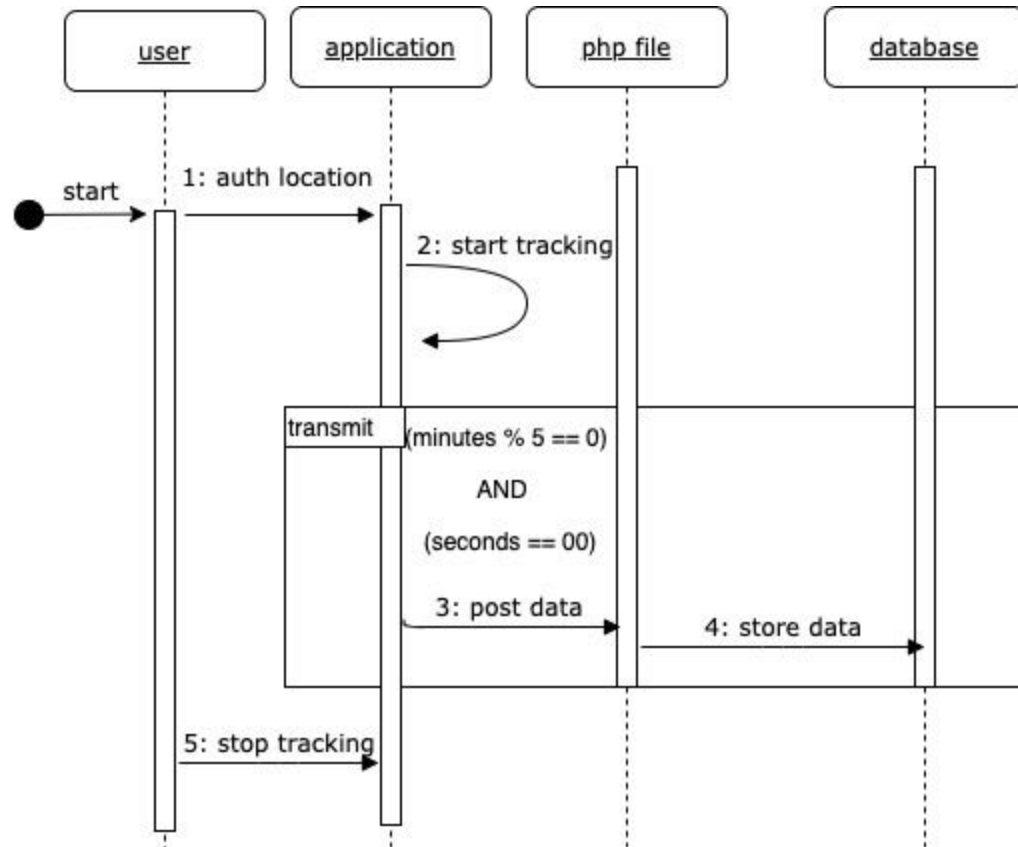 user
application
php file
database
start
1: auth location
2: start tracking
transmit
(minutes % 5 == 0)
AND
(seconds == 00)
3: post data
4: store data
5: stop tracking